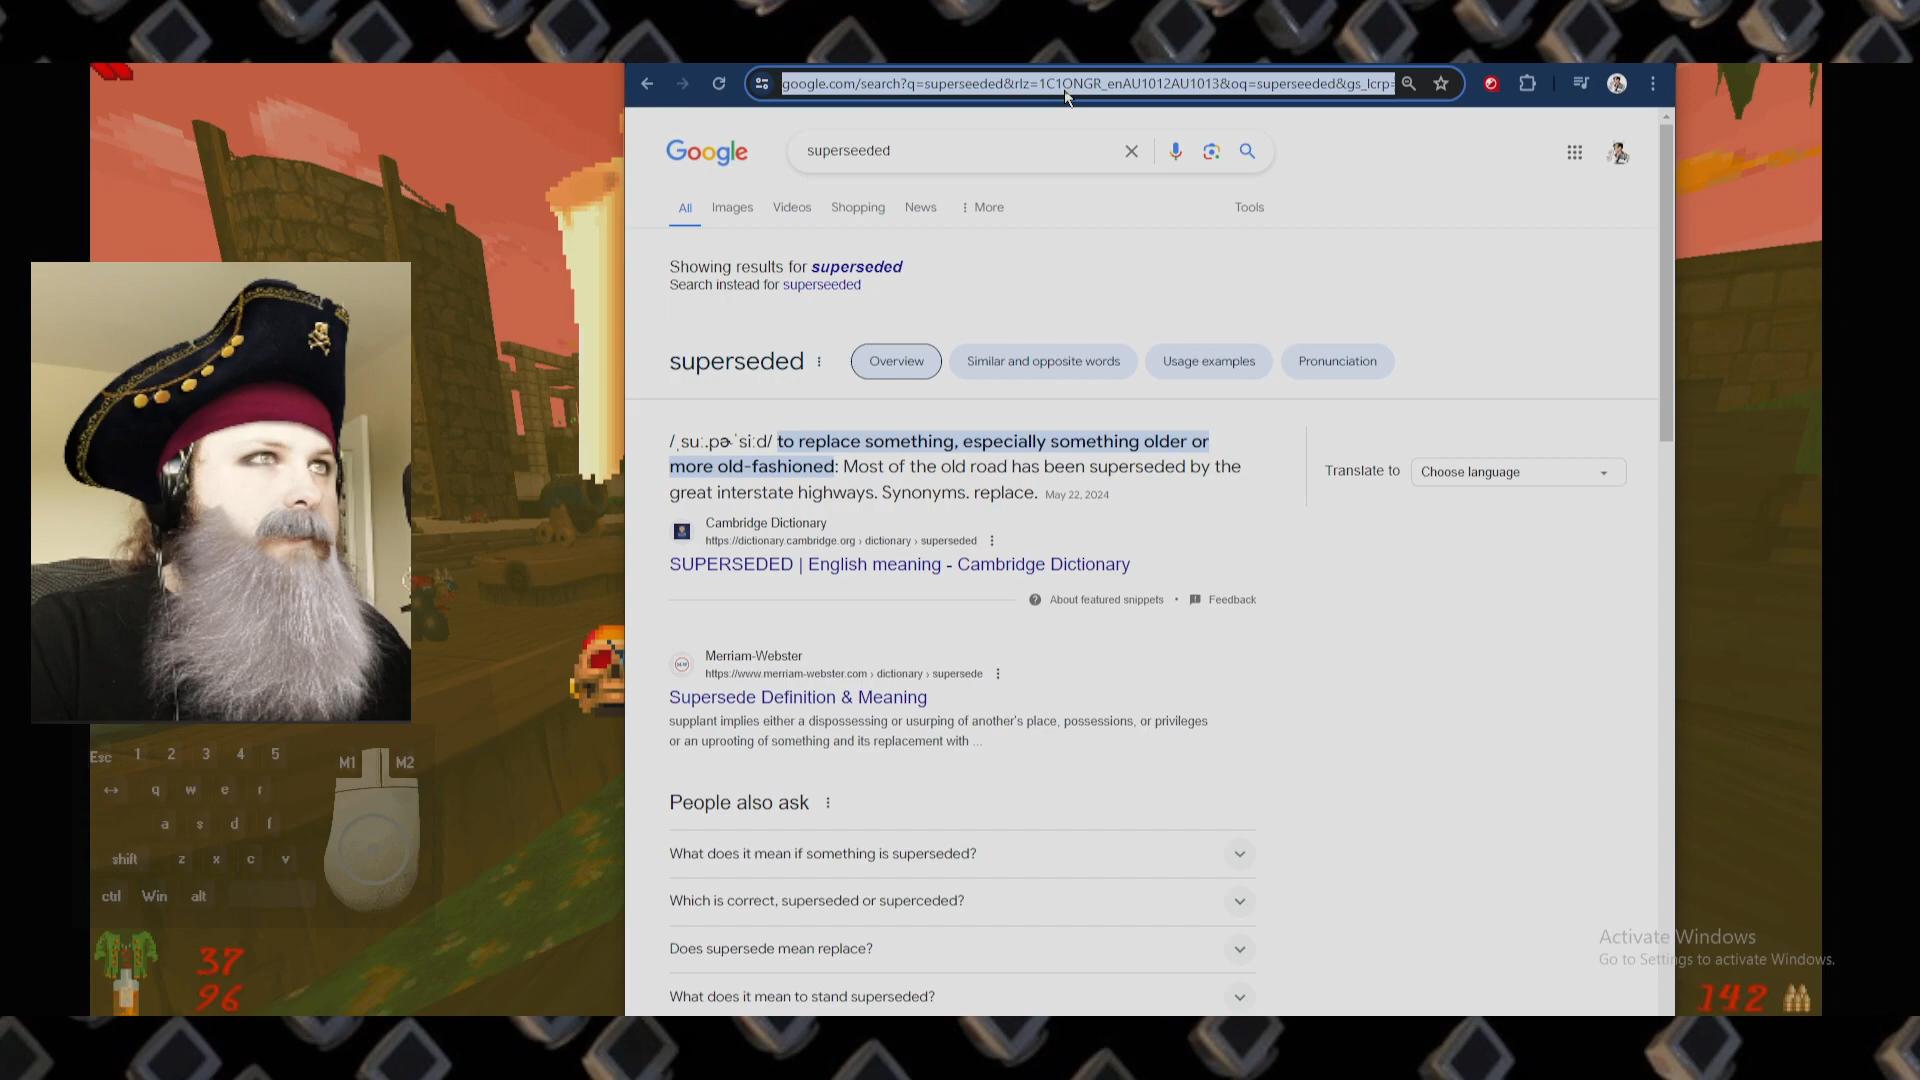 google.com/search?q=superseeded&rlz=1C1ONGR_enAU1012AU1013&oq=superseeded&gs_lcrp=
Google
superseeded
All Images Videos Shopping News More Tools
Showing results for superseded
Search instead for superseeded
superseded Overview Similar and opposite words Usage examples Pronunciation
/ˌsuː.pɚˈsiːd/ to replace something, especially something older or
more old-fashioned: Most of the old road has been superseded by the
great interstate highways. Synonyms. replace. May 22, 2024
Translate to Choose language
Cambridge Dictionary
https://dictionary.cambridge.org › dictionary › superseded
SUPERSEDED | English meaning - Cambridge Dictionary
About featured snippets • Feedback
Merriam-Webster
https://www.merriam-webster.com › dictionary › supersede
Supersede Definition & Meaning
supplant implies either a dispossessing or usurping of another's place, possessions, or privileges
or an uprooting of something and its replacement with ...
People also ask
What does it mean if something is superseded?
Which is correct, superseded or superceded?
Does supersede mean replace?
What does it mean to stand superseded?
Esc 1 2 3 4 5
q w e r
a s d f
shift z x c v
ctrl Win alt
M1 M2
37
96
Activate Windows
Go to Settings to activate Windows.
142